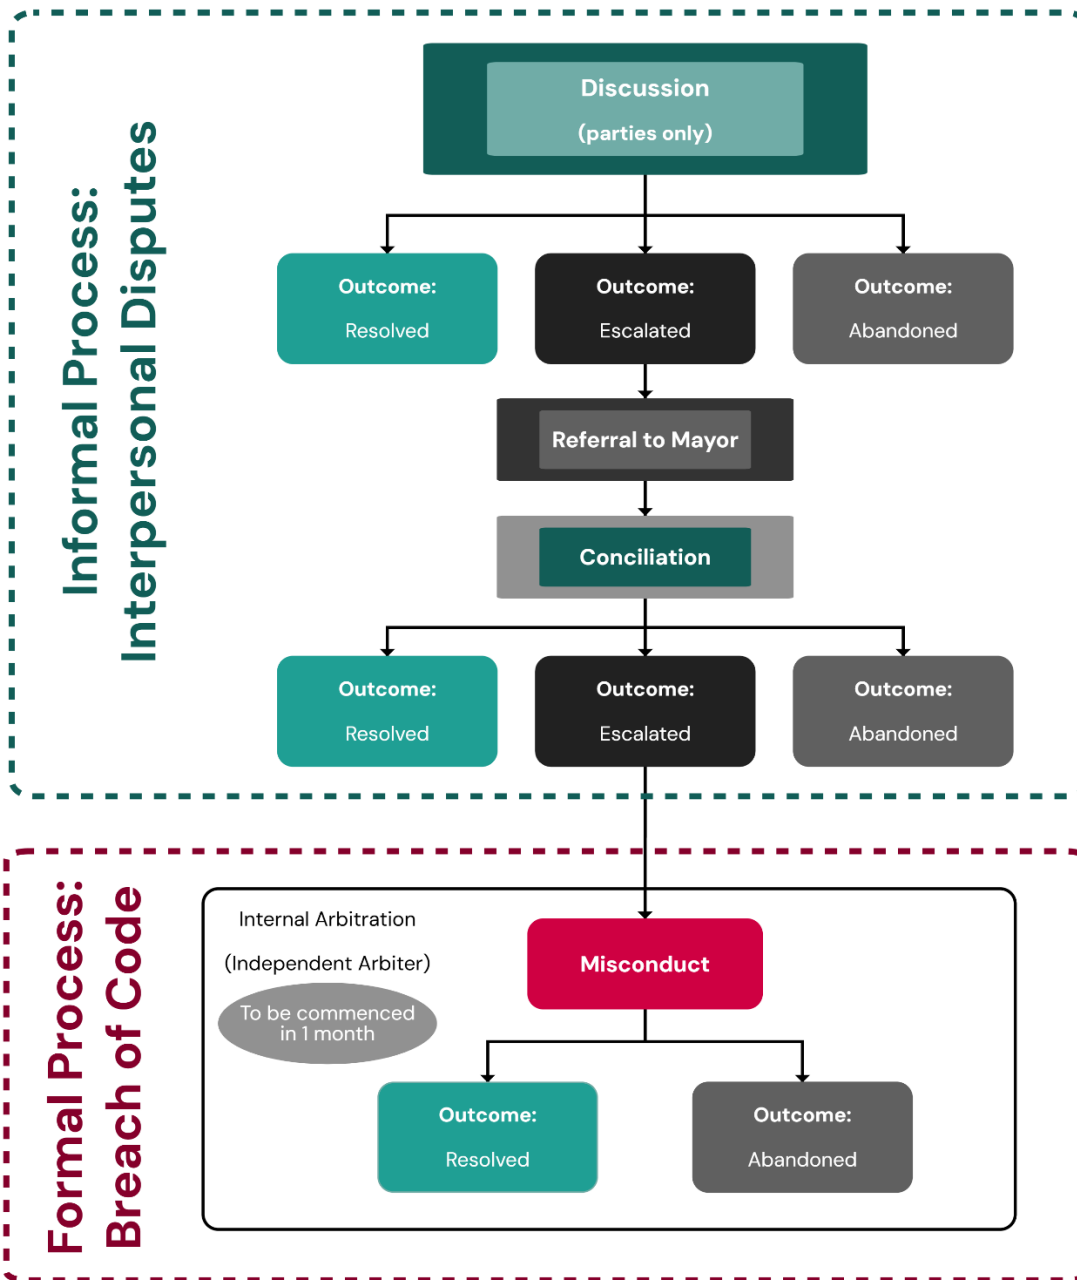 Informal Process:
Interpersonal Disputes
Discussion
(parties only)
Outcome:
Resolved
Outcome:
Escalated
Outcome:
Abandoned
Referral to Mayor
Conciliation
Outcome:
Resolved
Outcome:
Escalated
Outcome:
Abandoned
Formal Process:
Breach of Code
Internal Arbitration
(Independent Arbiter)
To be commenced
in 1 month
Misconduct
Outcome:
Resolved
Outcome:
Abandoned